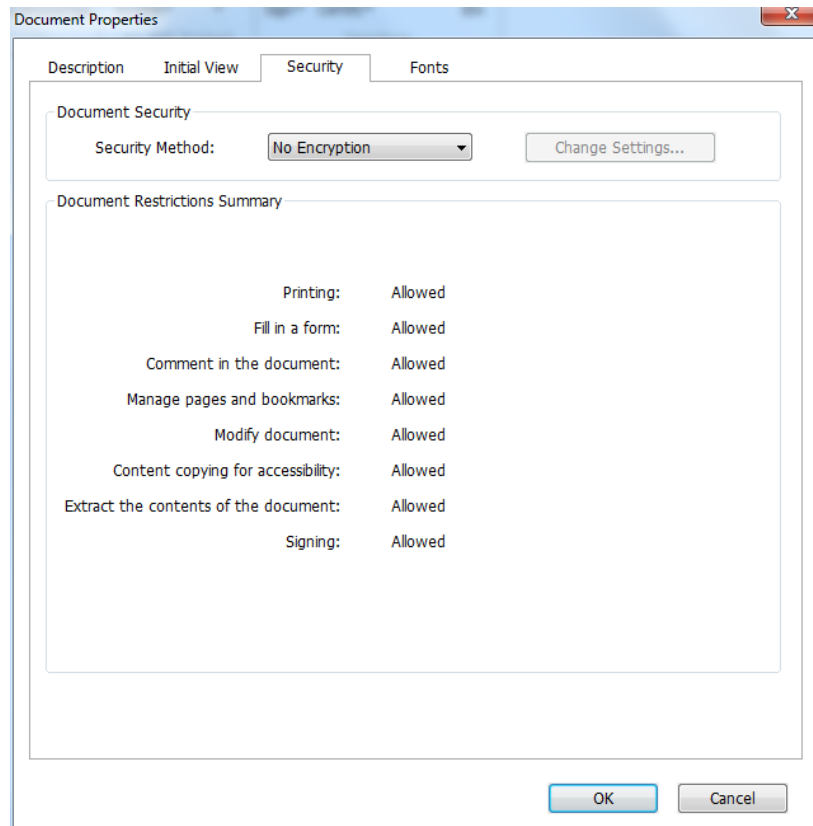 Document Properties
Description Initial View Security Fonts
Document Security
Security Method: No Encryption Change Settings...
Document Restrictions Summary
Printing: Allowed
Fill in a form: Allowed
Comment in the document: Allowed
Manage pages and bookmarks: Allowed
Modify document: Allowed
Content copying for accessibility: Allowed
Extract the contents of the document: Allowed
Signing: Allowed
OK Cancel